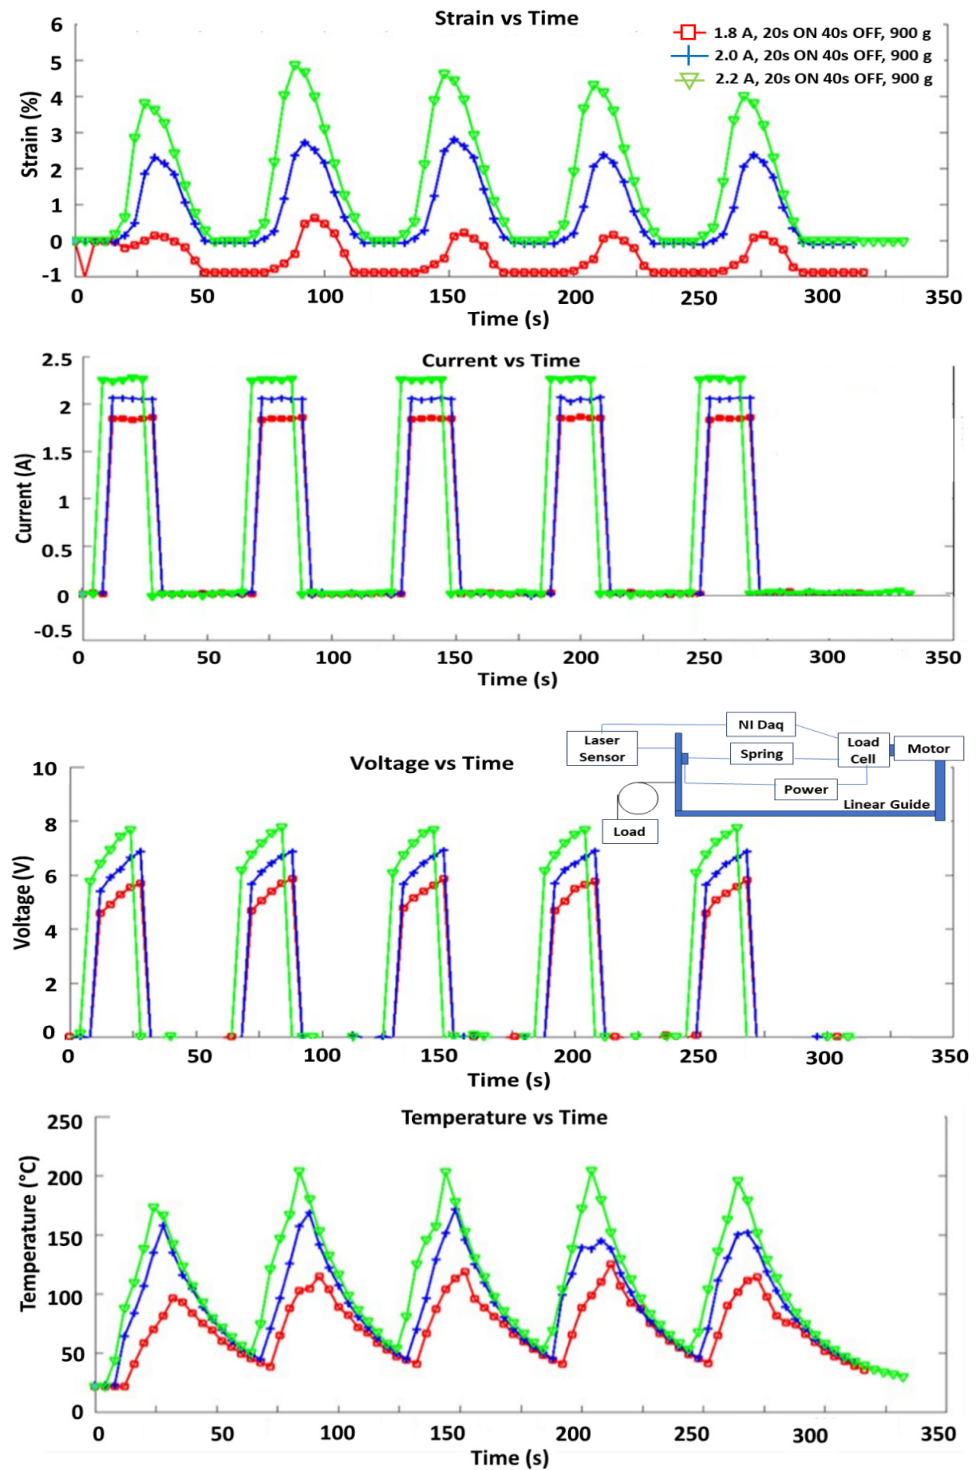 Strain vs Time
1.8 A, 20s ON 40s OFF, 900 g
2.0 A, 20s ON 40s OFF, 900 g
2.2 A, 20s ON 40s OFF, 900 g
Strain (%)
6
5
4
3
2
1
0
-1
0 50 100 150 200 250 300 350
Time (s)
Current vs Time
Current (A)
2.5
2
1.5
1
0.5
0
-0.5
0 50 100 150 200 250 300 350
Time (s)
NI Daq
Laser
Sensor
Spring
Load
Cell
Motor
Power
Linear Guide
Load
Voltage vs Time
Voltage (V)
10
8
6
4
2
0
0 50 100 150 200 250 300 350
Time (s)
Temperature vs Time
Temperature (°C)
250
200
150
100
50
0
0 50 100 150 200 250 300 350
Time (s)